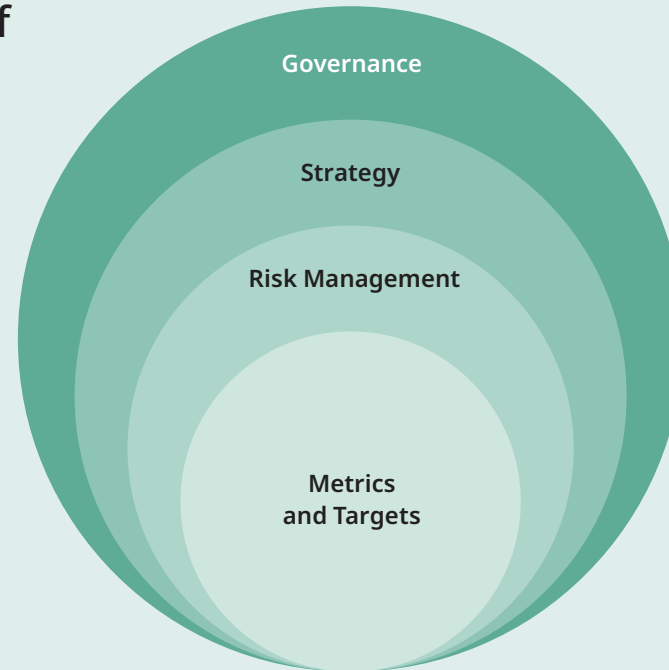 f
Governance
Strategy
Risk Management
Metrics
and Targets